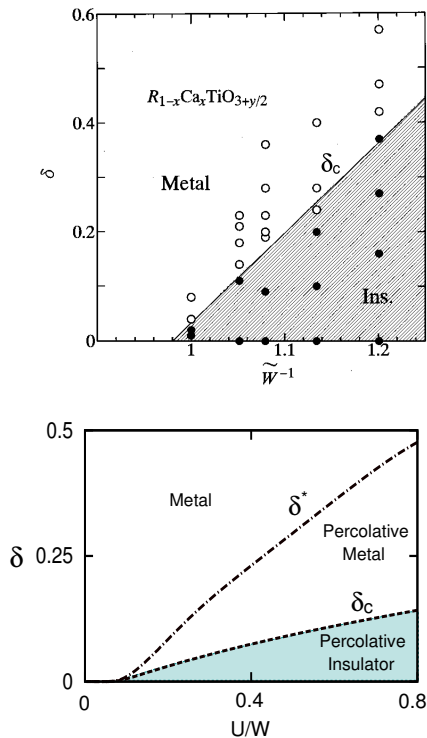 0.6
R₁₋ₓCaₓTiO₃₊y/₂
0.4
δc
δ
Metal
0.2
Ins.
0
1
1.1
1.2
W̃⁻¹
0.5
Metal
δ*
Percolative
Metal
δ
0.25
δc
Percolative
Insulator
0
0
0.4
0.8
U/W